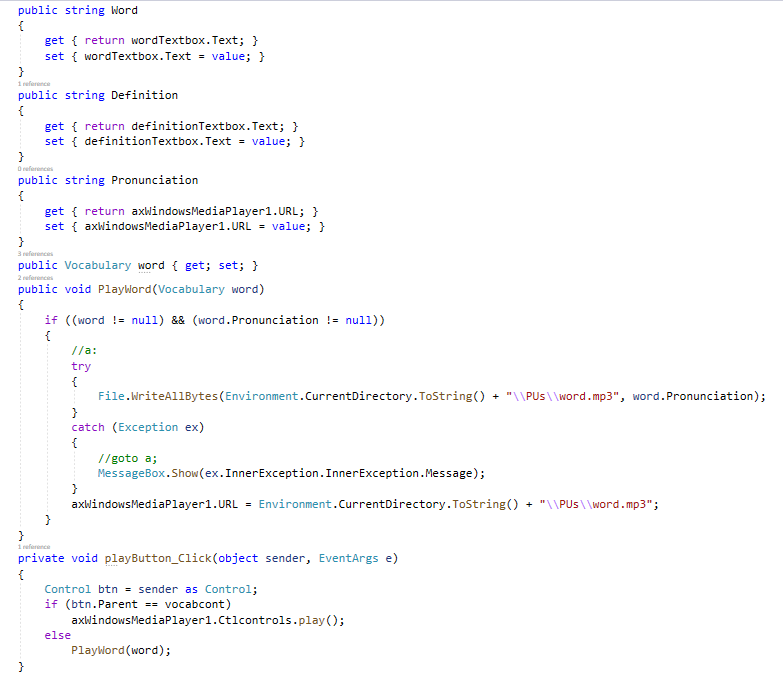 public string Word
{
get { return wordTextbox.Text; }
set { wordTextbox.Text = value; }
}
1 reference
public string Definition
{
get { return definitionTextbox.Text; }
set { definitionTextbox.Text = value; }
}
0 references
public string Pronunciation
{
get { return axWindowsMediaPlayer1.URL; }
set { axWindowsMediaPlayer1.URL = value; }
}
3 references
public Vocabulary word { get; set; }
2 references
public void PlayWord(Vocabulary word)
{
if ((word != null) && (word.Pronunciation != null))
{
//a:
try
{
File.WriteAllBytes(Environment.CurrentDirectory.ToString() + "\\PUs\\word.mp3", word.Pronunciation);
}
catch (Exception ex)
{
//goto a;
MessageBox.Show(ex.InnerException.InnerException.Message);
}
axWindowsMediaPlayer1.URL = Environment.CurrentDirectory.ToString() + "\\PUs\\word.mp3";
}
}
1 reference
private void playButton_Click(object sender, EventArgs e)
{
Control btn = sender as Control;
if (btn.Parent == vocabcont)
axWindowsMediaPlayer1.Ctlcontrols.play();
else
PlayWord(word);
}